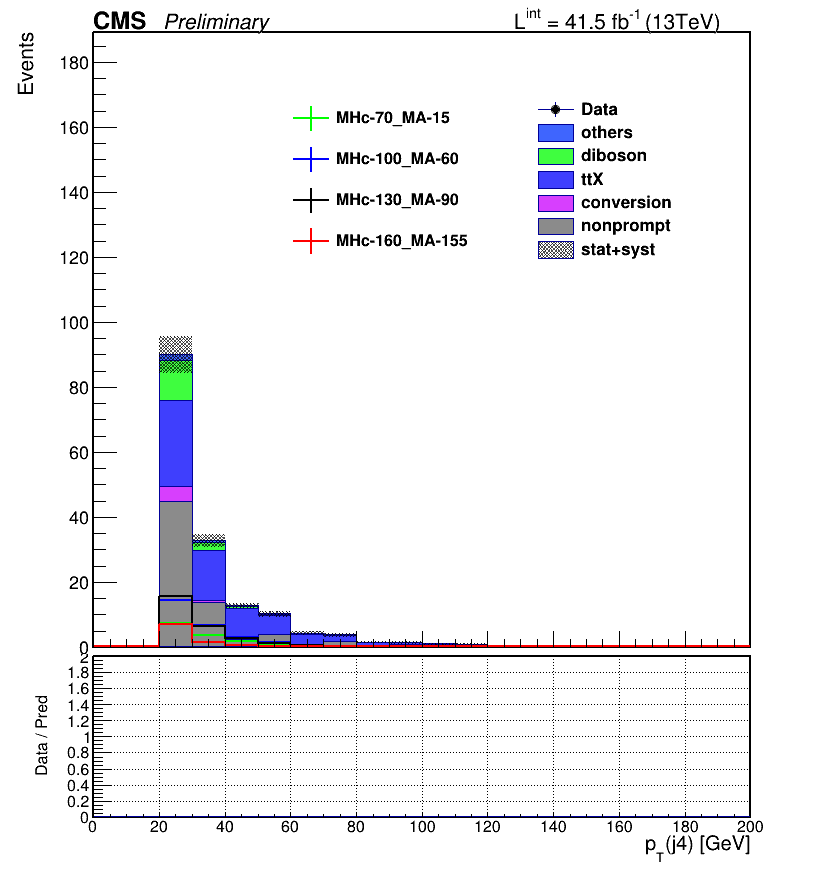 CMS Preliminary L^int = 41.5 fb^-1 (13TeV)
Events
180
160
140
120
100
80
60
40
20
0
MHc-70_MA-15
MHc-100_MA-60
MHc-130_MA-90
MHc-160_MA-155
Data
others
diboson
ttX
conversion
nonprompt
stat+syst
Data / Pred
2
1.8
1.6
1.4
1.2
1
0.8
0.6
0.4
0.2
0
0 20 40 60 80 100 120 140 160 180 200
p_T(j4) [GeV]